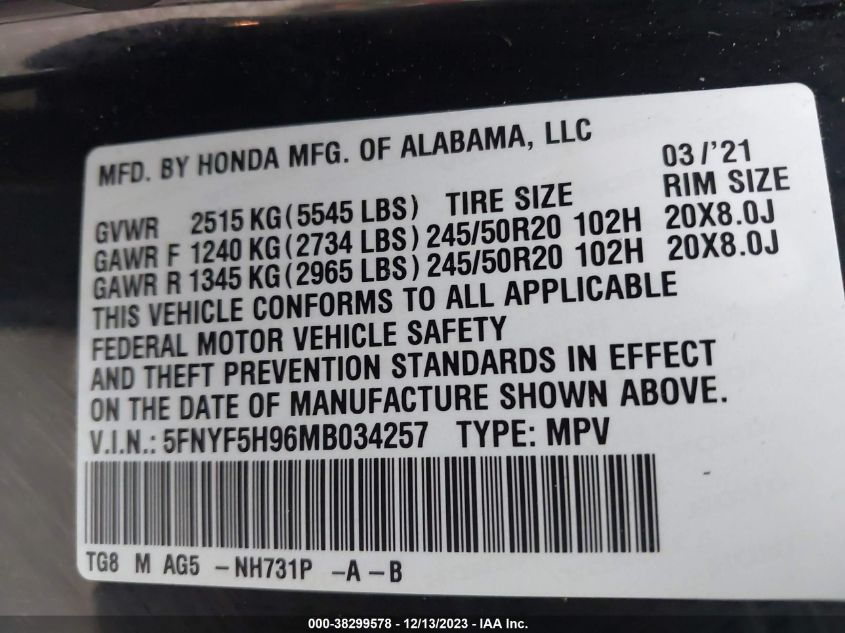 MFD. BY HONDA MFG. OF ALABAMA, LLC 03/'21
GVWR 2515 KG(5545 LBS) TIRE SIZE RIM SIZE
GAWR F 1240 KG(2734 LBS) 245/50R20 102H 20X8.0J
GAWR R 1345 KG(2965 LBS) 245/50R20 102H 20X8.0J
THIS VEHICLE CONFORMS TO ALL APPLICABLE
FEDERAL MOTOR VEHICLE SAFETY
AND THEFT PREVENTION STANDARDS IN EFFECT
ON THE DATE OF MANUFACTURE SHOWN ABOVE.
V.I.N.: 5FNYF5H96MB034257 TYPE: MPV
TG8 M AG5 -NH731P -A -B
000-38299578 - 12/13/2023 - IAA Inc.